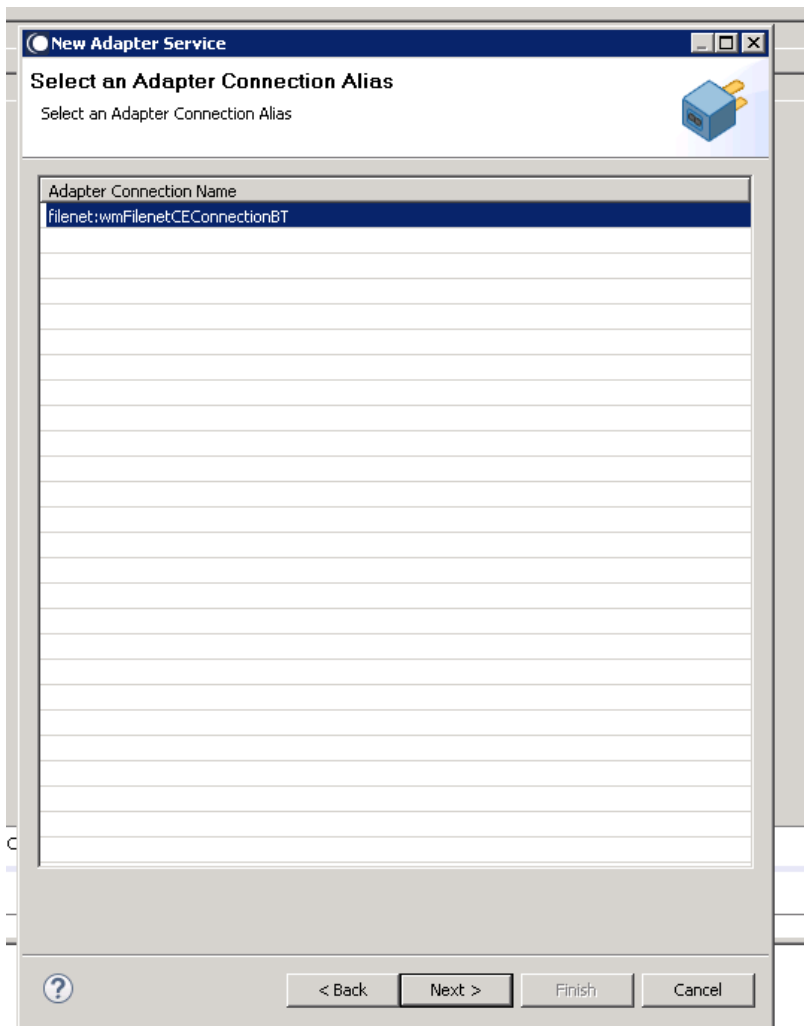 New Adapter Service
Select an Adapter Connection Alias
Select an Adapter Connection Alias
Adapter Connection Name
filenet:wmFilenetCEConnectionBT
?
< Back
Next >
Finish
Cancel